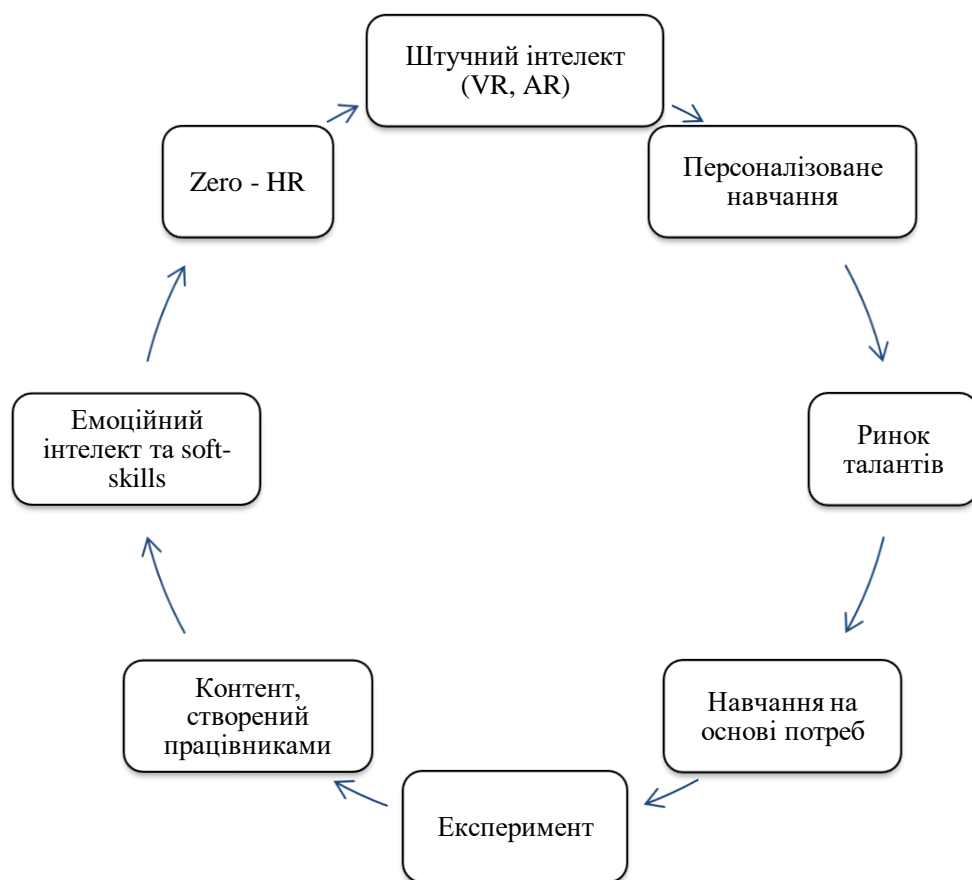 Штучний інтелект
(VR, AR)
Персоналізоване
навчання
Ринок
талантів
Навчання на
основі потреб
Експеримент
Контент,
створений
працівниками
Емоційний
інтелект та soft-
skills
Zero - HR